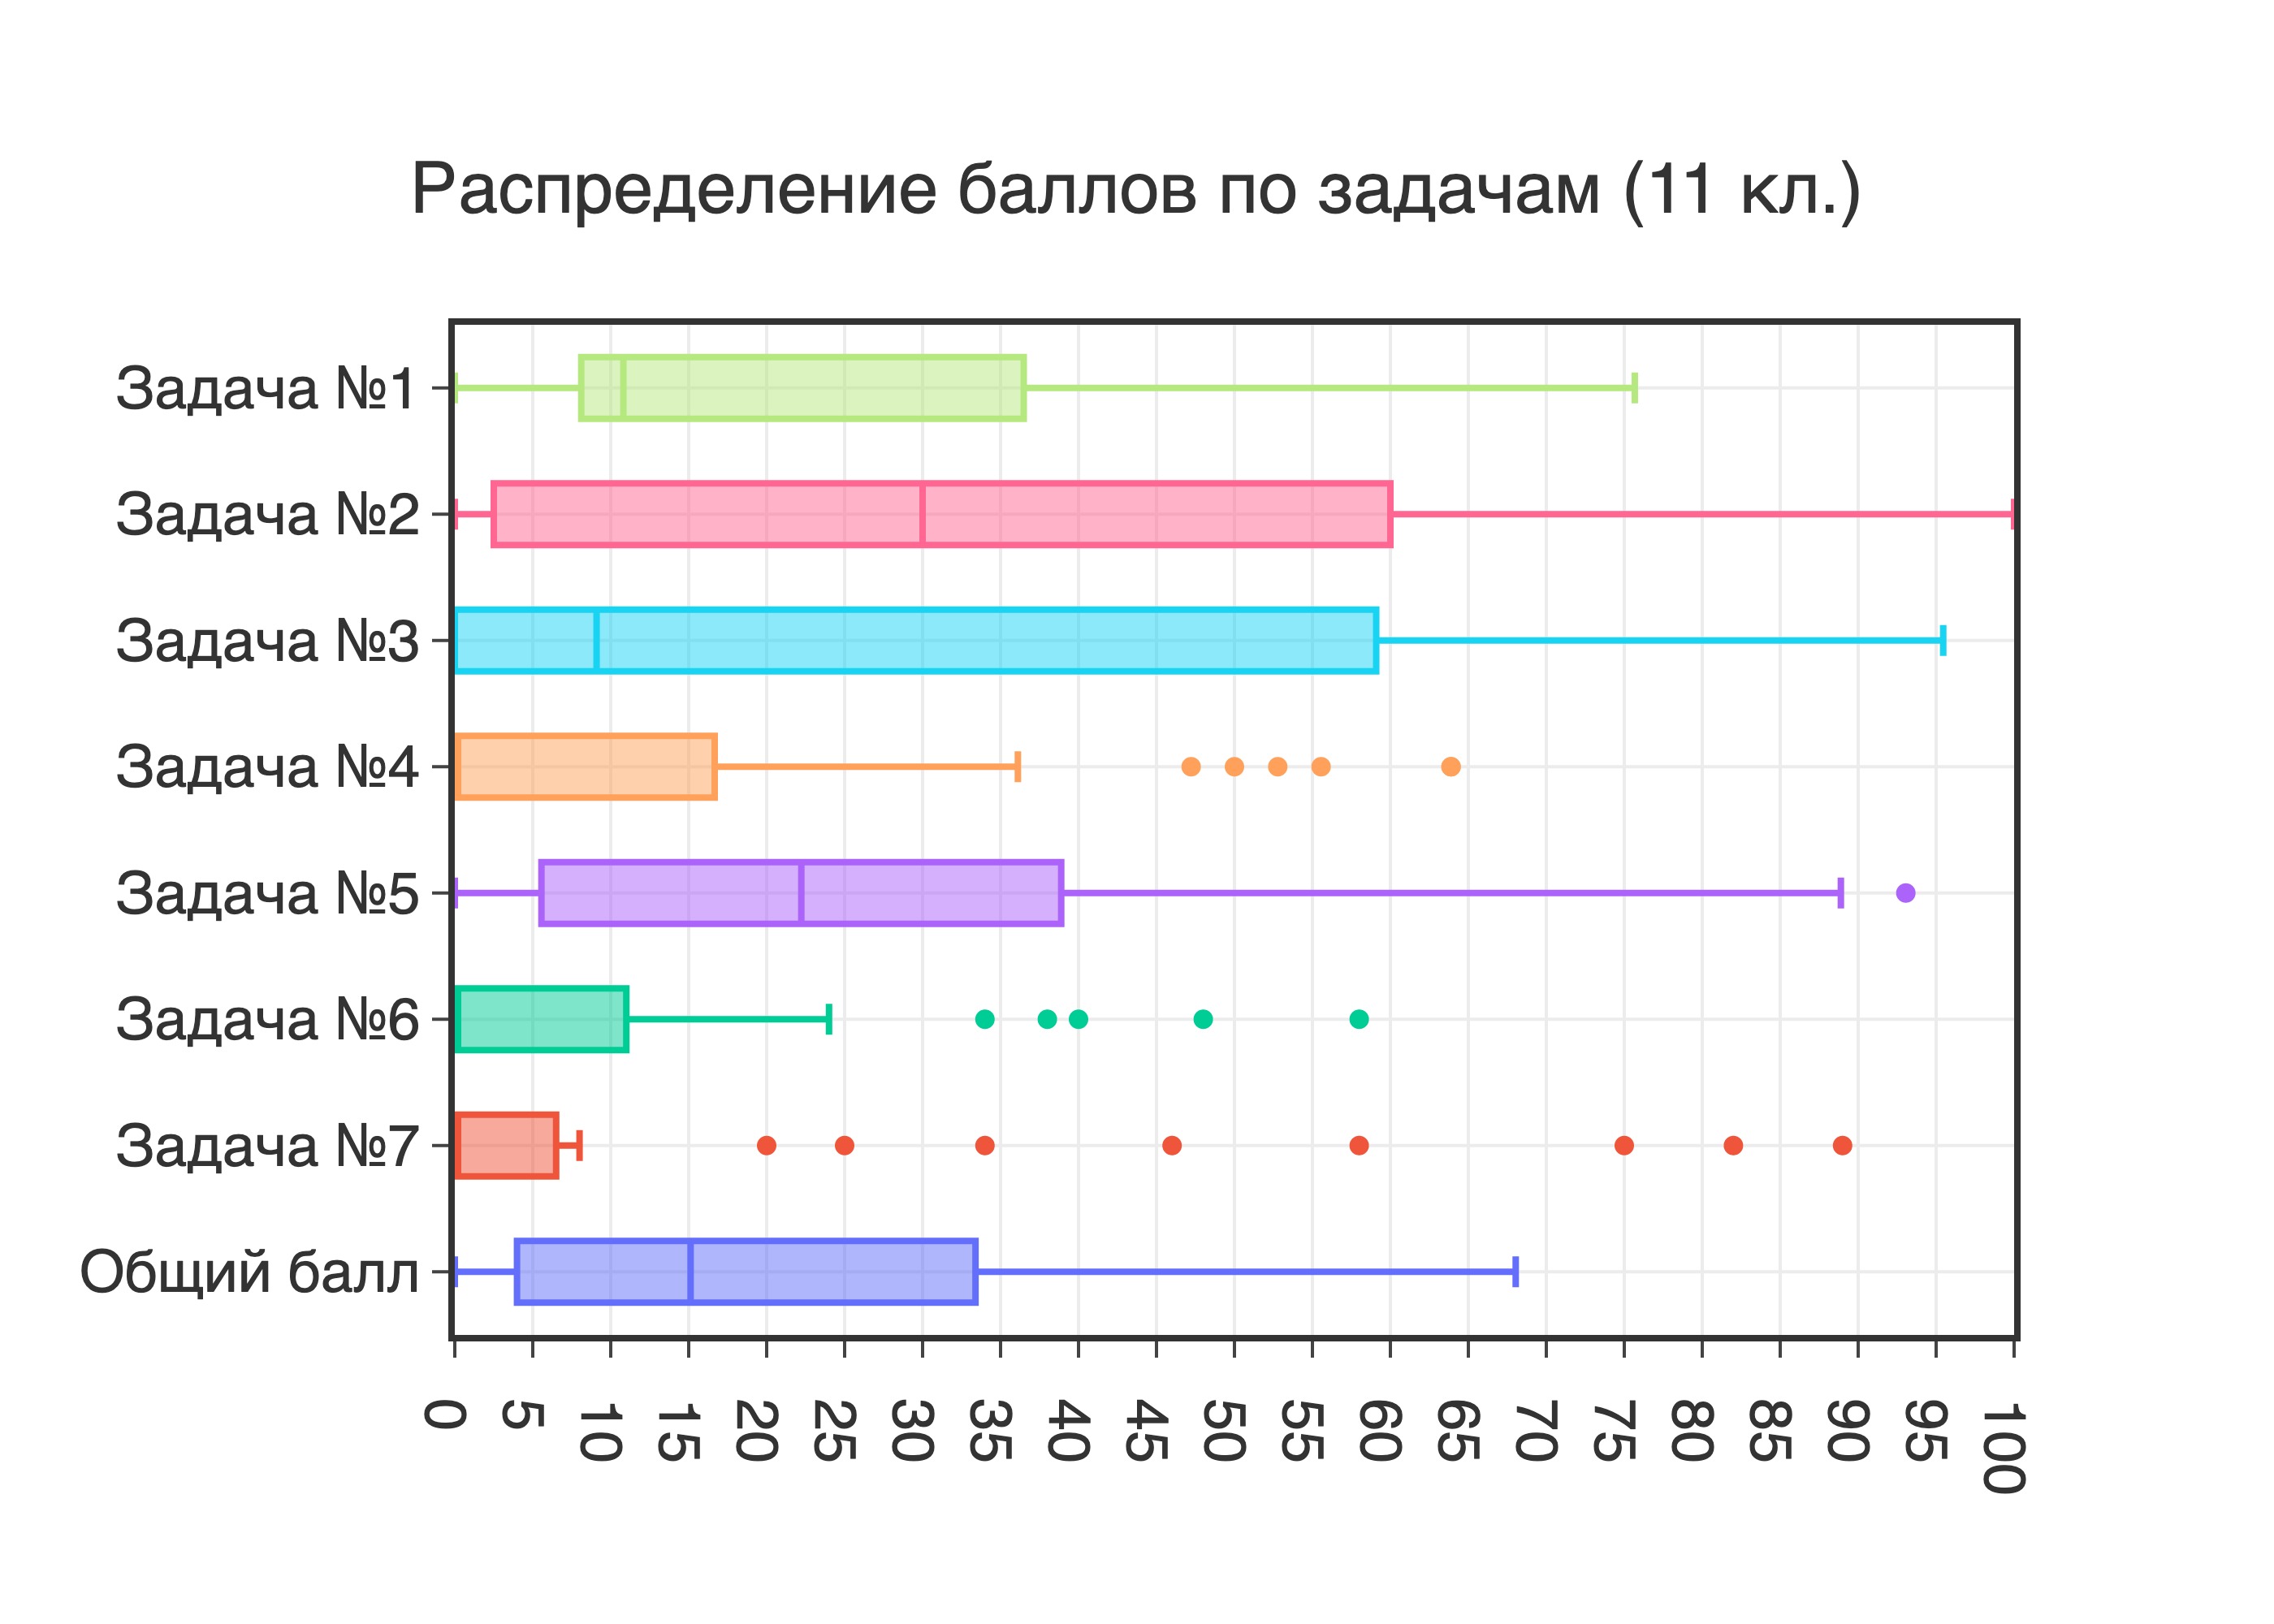 Распределение баллов по задачам (11 кл.)
Задача №1
Задача №2
Задача №3
Задача №4
Задача №5
Задача №6
Задача №7
Общий балл
0 5 10 15 20 25 30 35 40 45 50 55 60 65 70 75 80 85 90 95 100